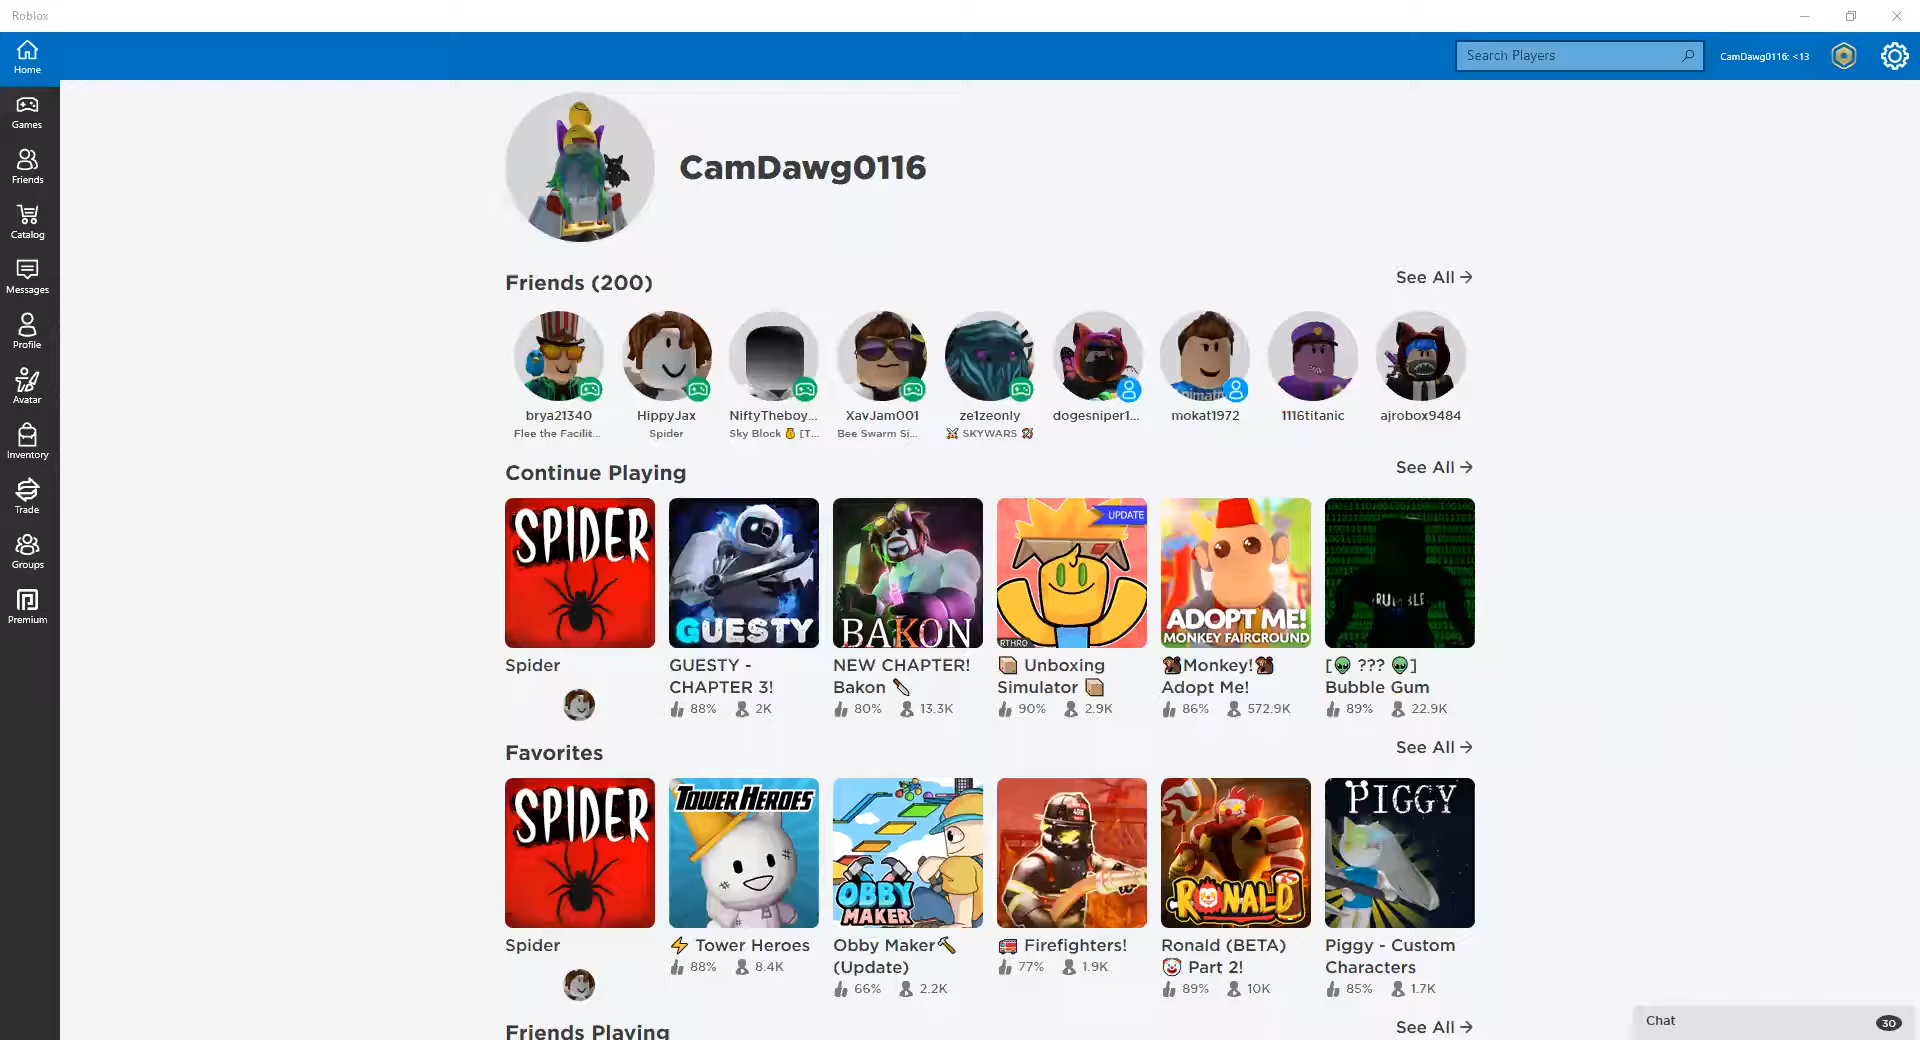 Roblox
Home
Search Players
CamDawg0116: <13
Games
Friends
Catalog
Messages
Profile
Avatar
Inventory
Trade
Groups
Premium
CamDawg0116
Friends (200)
See All →
brya21340
HippyJax
NiftyTheboy...
XavJam001
ze1zeonly
dogesniper1...
mokat1972
1116titanic
ajrobox9484
Flee the Facilit...
Spider
Sky Block 💰 [T...
Bee Swarm Si...
⚔️ SKYWARS 🏹
Continue Playing
See All →
SPIDER
GUESTY
BAKON
UPDATE
RTHRO
ADOPT ME!
MONKEY FAIRGROUND
Spider
GUESTY -
CHAPTER 3!
88% 2K
NEW CHAPTER!
Bakon 🔪
80% 13.3K
📦 Unboxing
Simulator 📦
90% 2.9K
🐒Monkey!🐒
Adopt Me!
86% 572.9K
[👽 ??? 👽]
Bubble Gum
89% 22.9K
Favorites
See All →
SPIDER
TOWER HEROES
OBBY
MAKER
RONALD
PIGGY
Spider
⚡ Tower Heroes
88% 8.4K
Obby Maker🔨
(Update)
66% 2.2K
🚒 Firefighters!
77% 1.9K
Ronald (BETA)
🤡 Part 2!
89% 10K
Piggy - Custom
Characters
85% 1.7K
Friends Playing
See All →
Chat
30